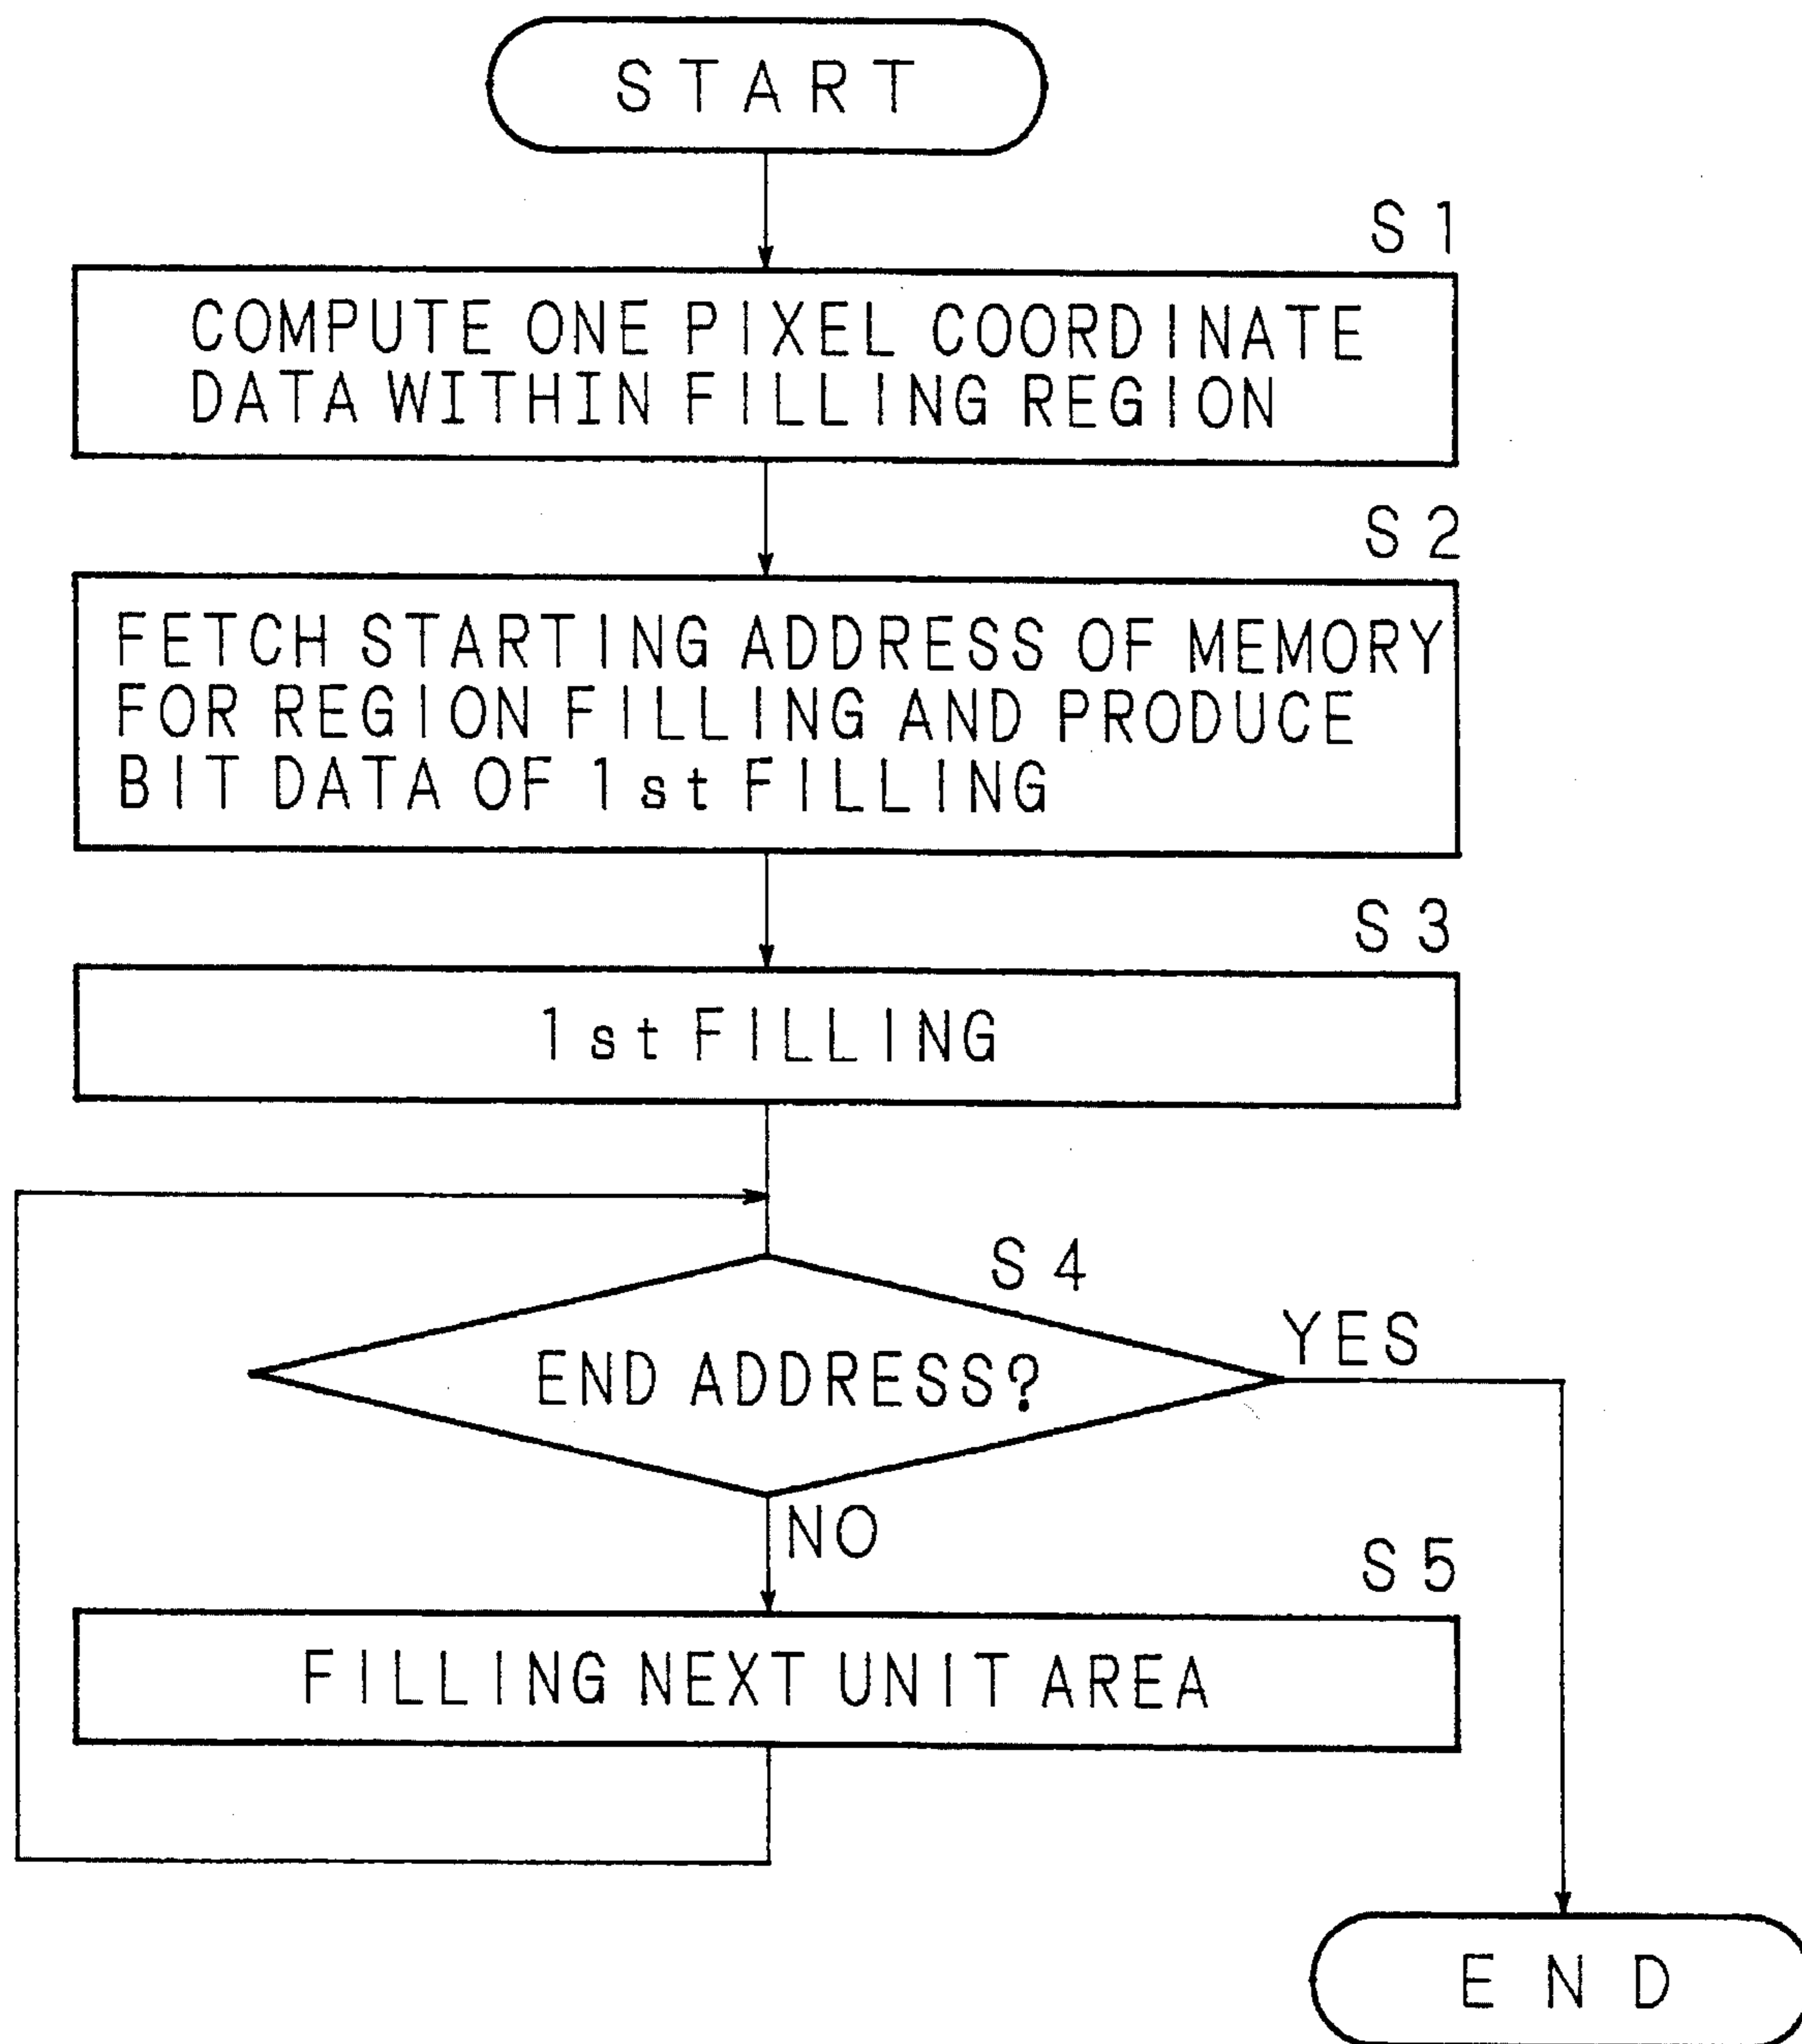 START
S1
COMPUTE ONE PIXEL COORDINATE
DATA WITHIN FILLING REGION
S2
FETCH STARTING ADDRESS OF MEMORY
FOR REGION FILLING AND PRODUCE
BIT DATA OF 1st FILLING
S3
1st FILLING
S4
END ADDRESS?
YES
NO
S5
FILLING NEXT UNIT AREA
END